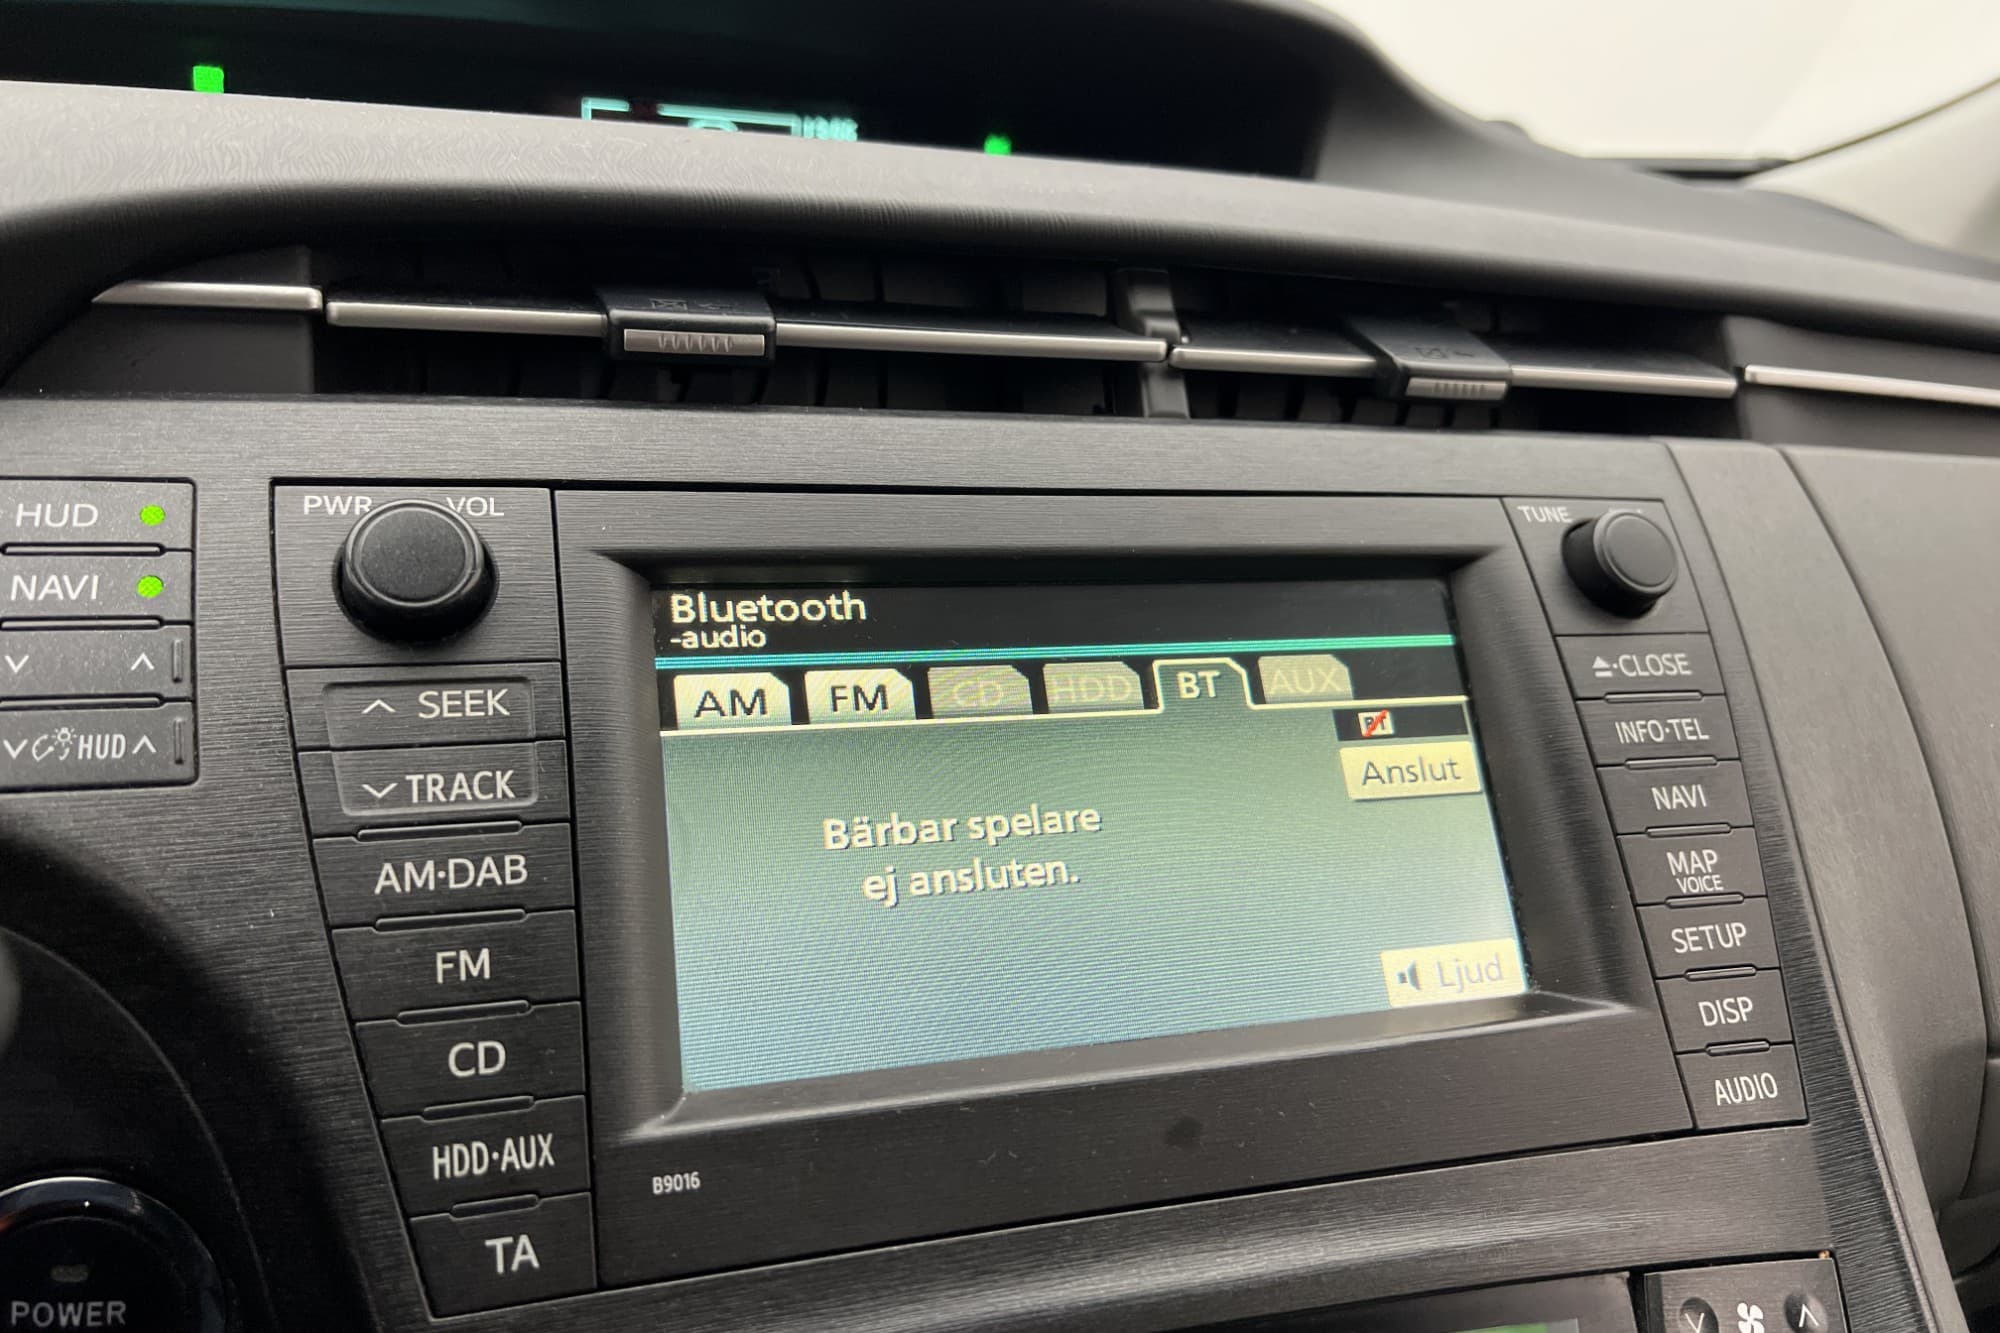 HUD
NAVI
HUD
PWR VOL
SEEK
TRACK
AM·DAB
FM
CD
HDD·AUX
TA
POWER
Bluetooth
-audio
AM FM CD HDD BT AUX
BT
Anslut
Bärbar spelare
ej ansluten.
Ljud
B9016
TUNE
·CLOSE
INFO·TEL
NAVI
MAP
VOICE
SETUP
DISP
AUDIO